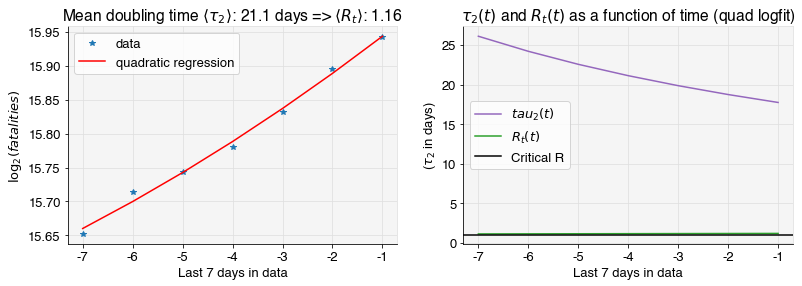 Mean doubling time ⟨τ₂⟩: 21.1 days => ⟨Rₜ⟩: 1.16
15.95
15.90
15.85
15.80
15.75
15.70
15.65
log₂(fatalities)
data
quadratic regression
-7 -6 -5 -4 -3 -2 -1
Last 7 days in data
τ₂(t) and Rₜ(t) as a function of time (quad logfit)
25
20
15
10
5
0
(τ₂ in days)
tau₂(t)
Rₜ(t)
Critical R
-7 -6 -5 -4 -3 -2 -1
Last 7 days in data